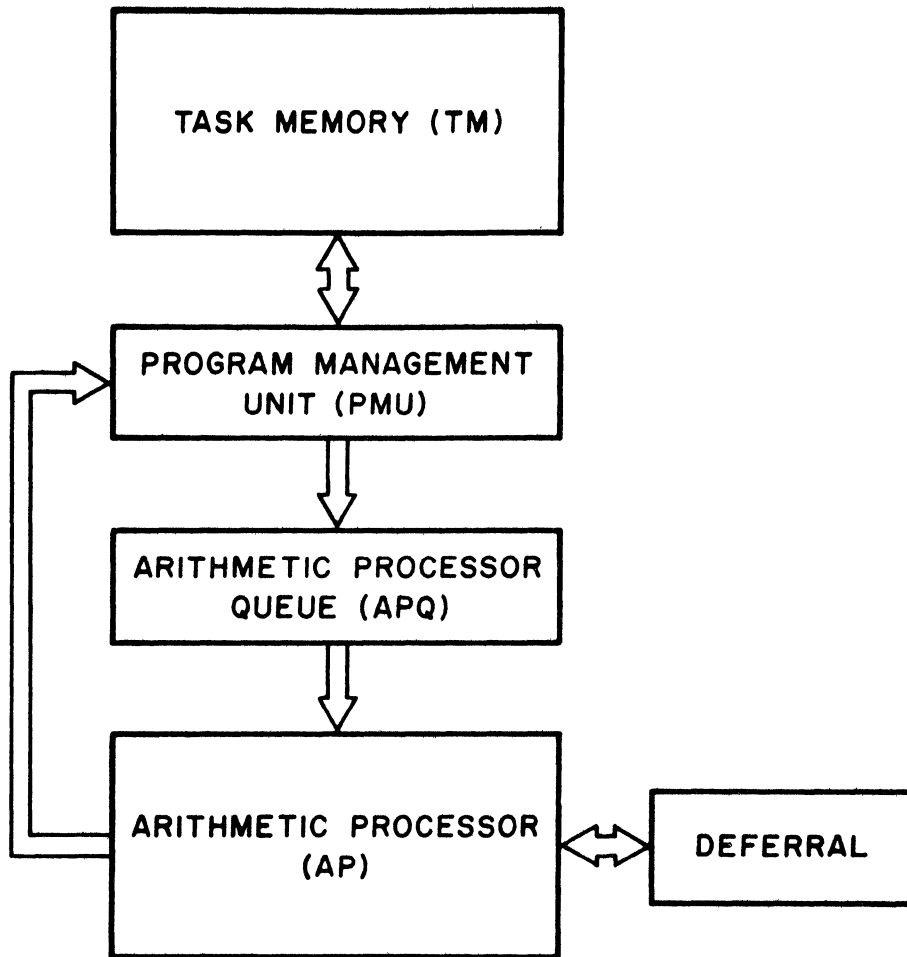 TASK MEMORY (TM)
PROGRAM MANAGEMENT
UNIT (PMU)
ARITHMETIC PROCESSOR
QUEUE (APQ)
ARITHMETIC PROCESSOR
(AP)
DEFERRAL